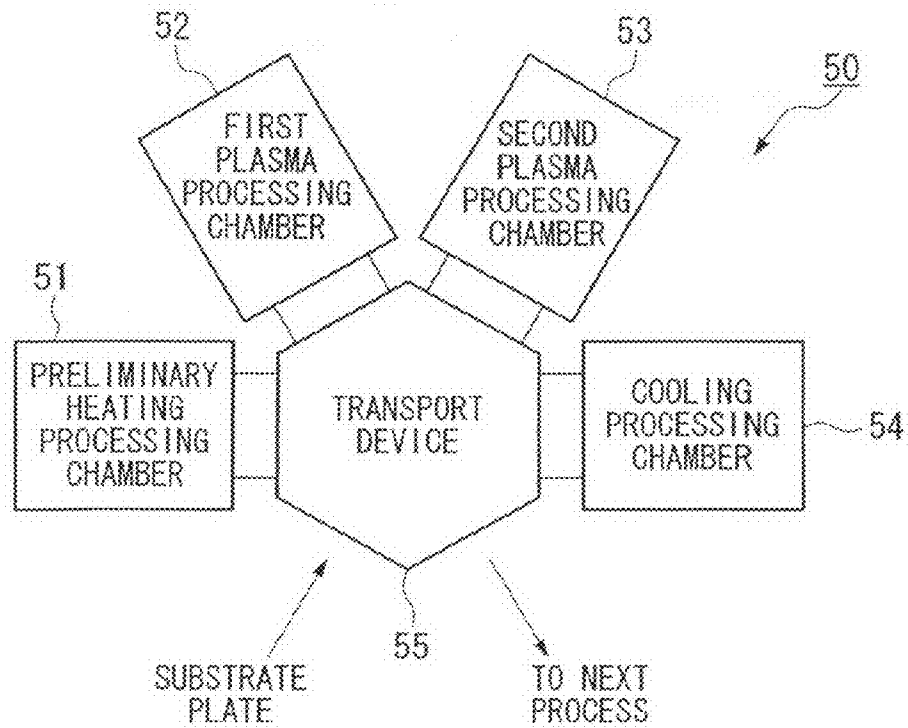 52
53
50
FIRST
PLASMA
PROCESSING
CHAMBER
SECOND
PLASMA
PROCESSING
CHAMBER
51
PRELIMINARY
HEATING
PROCESSING
CHAMBER
TRANSPORT
DEVICE
COOLING
PROCESSING
CHAMBER
54
55
SUBSTRATE
PLATE
TO NEXT
PROCESS